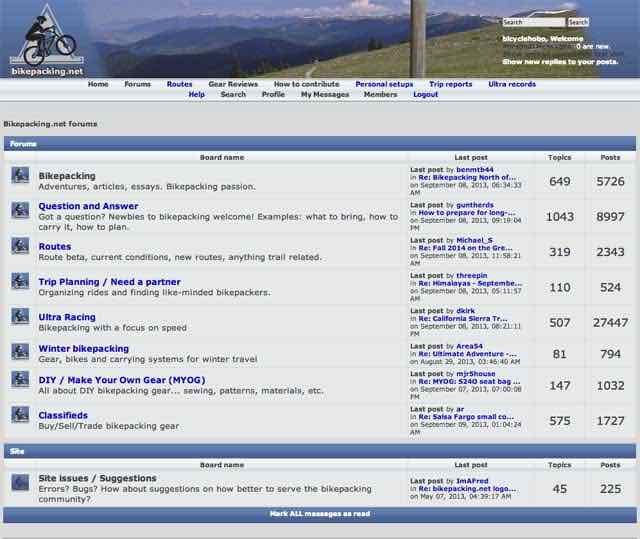 Search
Search
bicyclehobo, Welcome
0 are new.
Show new replies to your posts.
bikepacking.net
Home Forums Routes Gear Reviews How to contribute Personal setups Trip reports Ultra records
Help Search Profile My Messages Members Logout
Bikepacking.net forums
Forums
Board name Last post Topics Posts
Bikepacking
Adventures, articles, essays. Bikepacking passion.
Last post by benmtb44
in Re: Bikepacking North of...
on September 08, 2013, 06:34:33
AM
649 5726
Question and Answer
Got a question? Newbies to bikepacking welcome! Examples: what to bring, how to
carry it, how to plan.
Last post by guntherds
in How to prepare for long-...
on September 08, 2013, 09:19:04
PM
1043 8997
Routes
Route beta, current conditions, new routes, anything trail related.
Last post by Michael_S
in Re: Fall 2014 on the Gre...
on September 08, 2013, 11:58:21
AM
319 2343
Trip Planning / Need a partner
Organizing rides and finding like-minded bikepackers.
Last post by threepin
in Re: Himalayas - Septembe...
on September 08, 2013, 05:11:57
AM
110 524
Ultra Racing
Bikepacking with a focus on speed
Last post by dkirk
in Re: California Sierra Tr...
on September 08, 2013, 08:21:11
PM
507 27447
Winter bikepacking
Gear, bikes and carrying systems for winter travel
Last post by Area54
in Re: Ultimate Adventure -...
on August 29, 2013, 03:46:40 AM
81 794
DIY / Make Your Own Gear (MYOG)
All about DIY bikepacking gear... sewing, patterns, materials, etc.
Last post by mjr5house
in Re: MYOG: S24O seat bag ...
on September 07, 2013, 07:00:08
PM
147 1032
Classifieds
Buy/Sell/Trade bikepacking gear
Last post by ar
in Re: Salsa Fargo small co...
on September 09, 2013, 01:04:24
AM
575 1727
Site
Board name Last post Topics Posts
Site issues / Suggestions
Errors? Bugs? How about suggestions on how better to serve the bikepacking
community?
Last post by ImAFred
in Re: bikepacking.net logo...
on May 07, 2013, 04:39:17 AM
45 225
Mark ALL messages as read